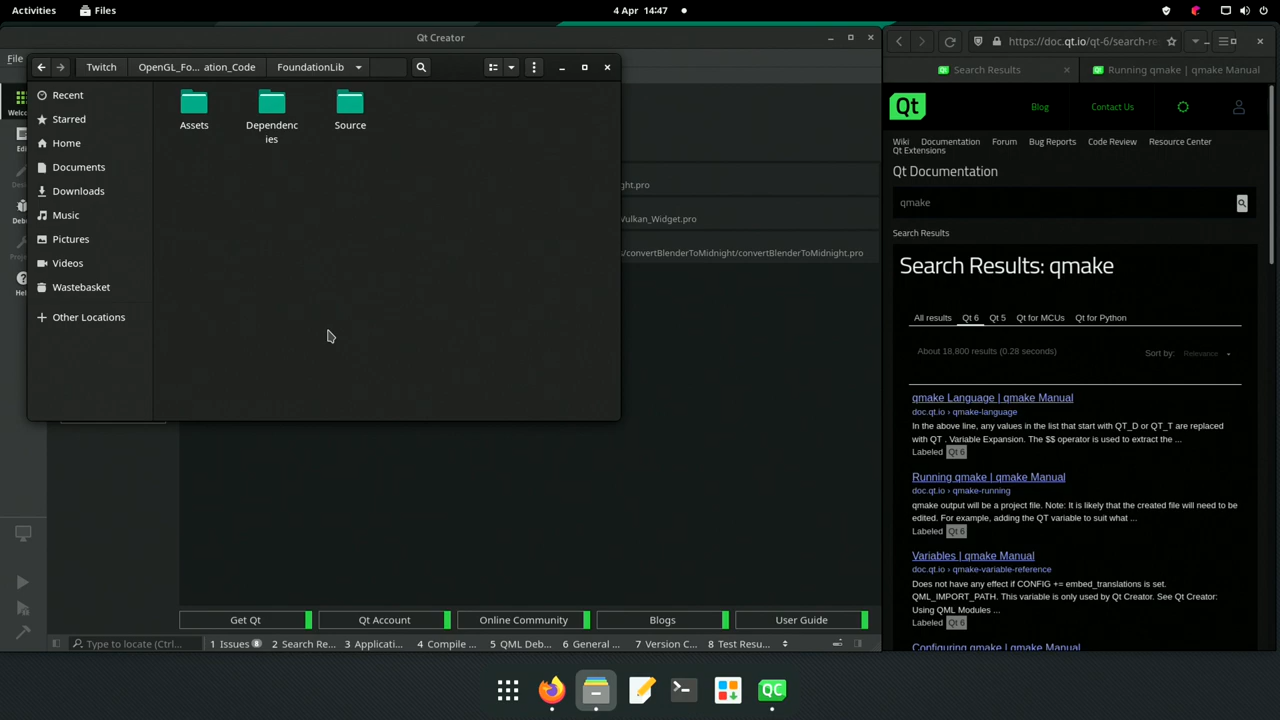 Activities
Files
4 Apr 14:47
Qt Creator
File
Twitch
OpenGL_Fo... ation_Code
FoundationLib
Recent
Starred
Home
Documents
Downloads
Music
Pictures
Videos
Wastebasket
Other Locations
Assets
Dependenc
ies
Source
ght.pro
Vulkan_Widget.pro
s/convertBlenderToMidnight/convertBlenderToMidnight.pro
Get Qt
Qt Account
Online Community
Blogs
User Guide
Type to locate (Ctrl...
1 Issues 8
2 Search Re...
3 Applicati...
4 Compile ...
5 QML Deb...
6 General ...
7 Version C...
8 Test Resu...
QC
https://doc.qt.io/qt-6/search-re
Search Results
Running qmake | qmake Manual
Qt
Blog
Contact Us
Wiki
Documentation
Forum
Bug Reports
Code Review
Resource Center
Qt Extensions
Qt Documentation
qmake
Search Results
Search Results: qmake
All results
Qt 6
Qt 5
Qt for MCUs
Qt for Python
About 18,800 results (0.28 seconds)
Sort by:
Relevance
qmake Language | qmake Manual
doc.qt.io › qmake-language
In the above line, any values in the list that start with QT_D or QT_T are replaced
with QT . Variable Expansion. The $$ operator is used to extract the ...
Labeled Qt 6
Running qmake | qmake Manual
doc.qt.io › qmake-running
qmake output will be a project file. Note: It is likely that the created file will need to be
edited. For example, adding the QT variable to suit what ...
Labeled Qt 6
Variables | qmake Manual
doc.qt.io › qmake-variable-reference
Does not have any effect if CONFIG += embed_translations is set.
QML_IMPORT_PATH. This variable is only used by Qt Creator. See Qt Creator:
Using QML Modules ...
Labeled Qt 6
Configuring qmake | qmake Manual